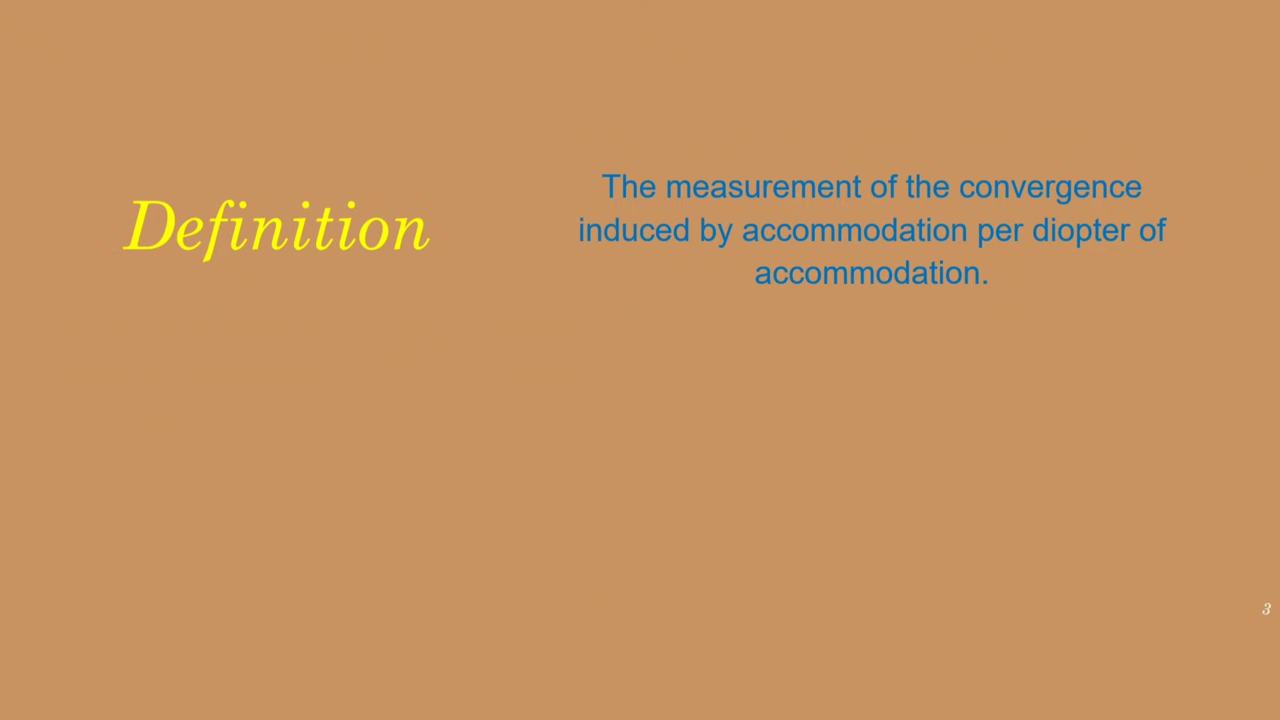 Definition
The measurement of the convergence
induced by accommodation per diopter of
accommodation.
3